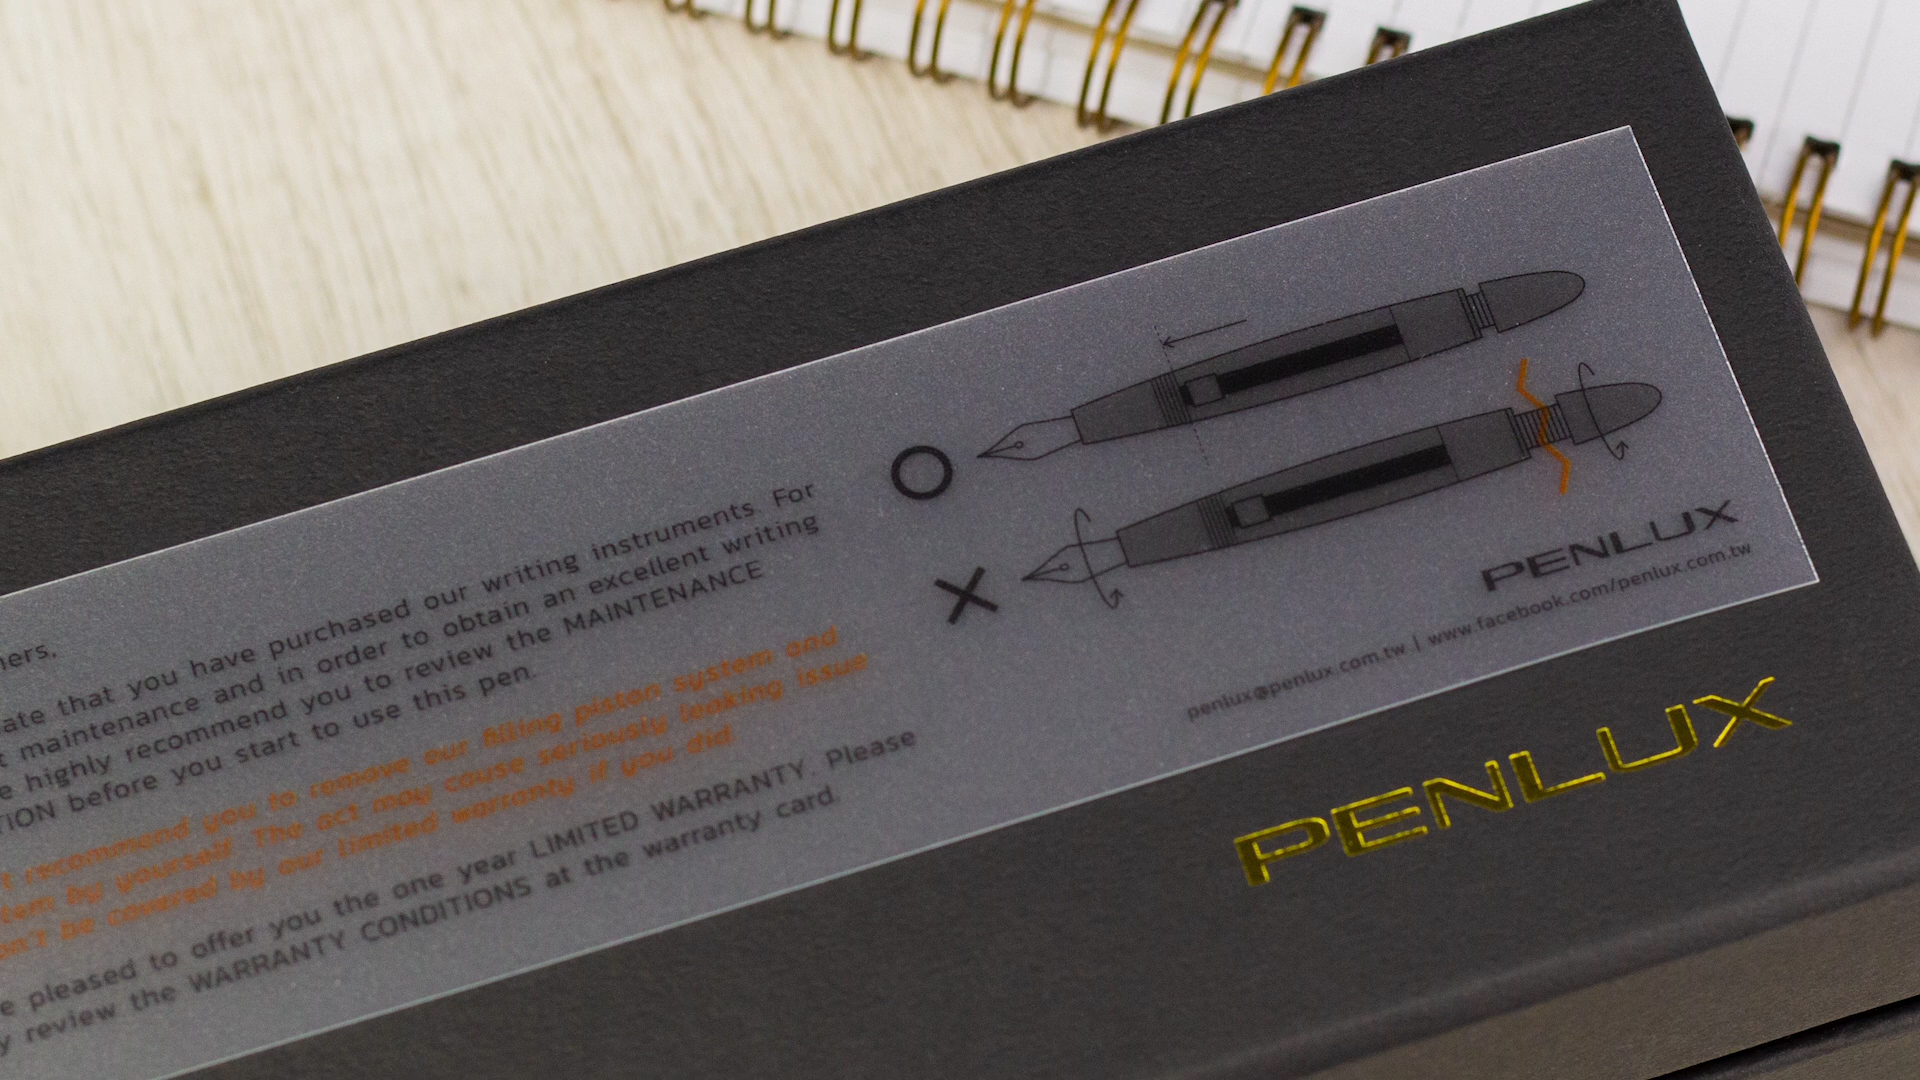 ners,
ate that you have purchased our writing instruments. For
t maintenance and in order to obtain an excellent writing
e highly recommend you to review the MAINTENANCE
TION before you start to use this pen.
t recommend you to remove our filling piston system and
tem by yourself. The act may cause seriously leaking issue
on't be covered by our limited warranty if you did.
e pleased to offer you the one year LIMITED WARRANTY. Please
y review the WARRANTY CONDITIONS at the warranty card.
PENLUX
penlux@penlux.com.tw | www.facebook.com/penlux.com.tw
PENLUX